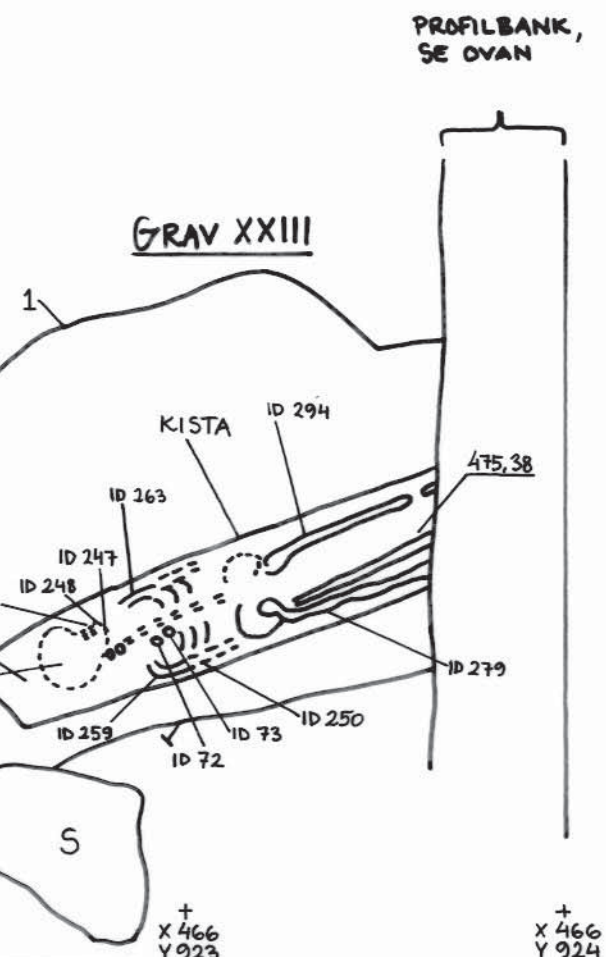 PROFILBANK,
SE OVAN
GRAV XXIII
1
KISTA
ID 294
475,38
ID 263
ID 247
ID 248
ID 279
ID 250
ID 259
ID 73
ID 72
S
X 466
Y 923
X 466
Y 924